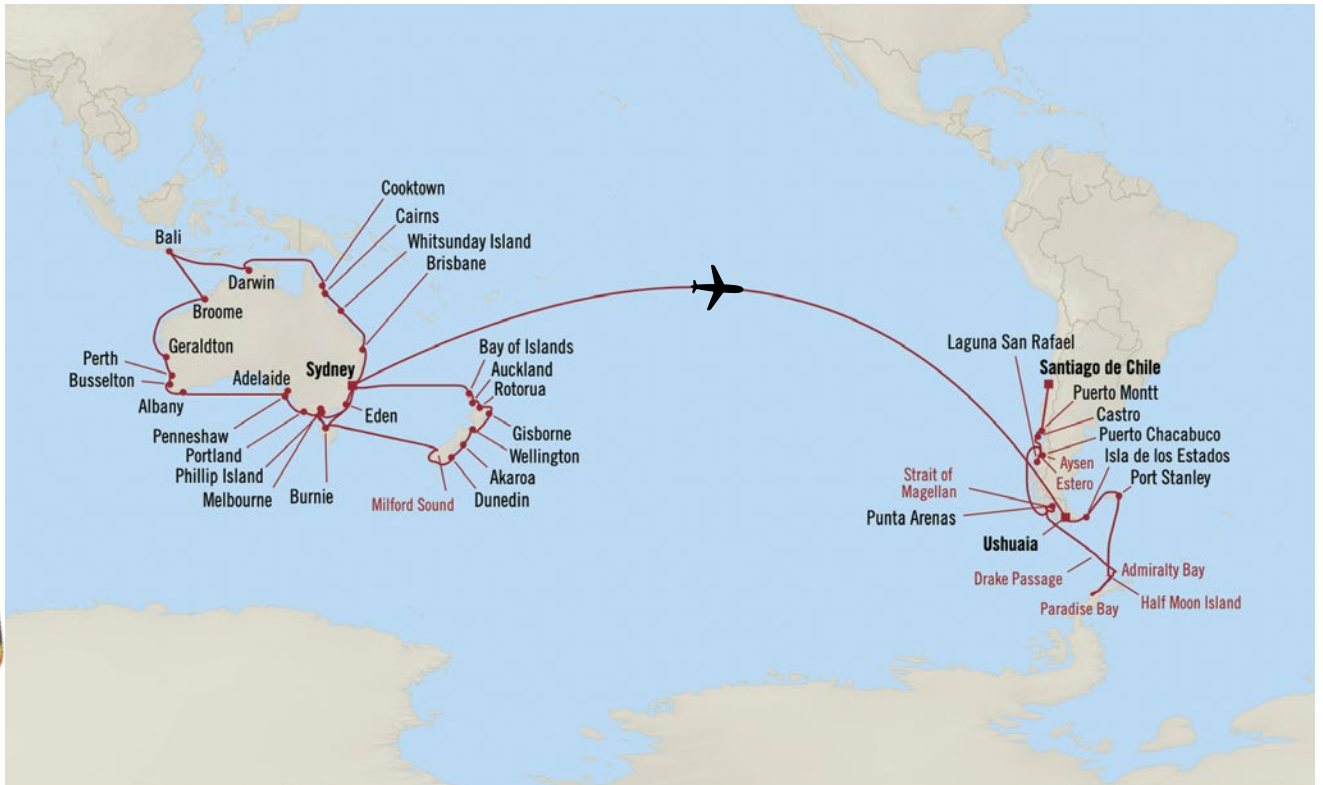 Cooktown
Cairns
Whitsunday Island
Brisbane
Bali
Darwin
Broome
Geraldton
Perth
Busselton
Albany
Adelaide
Sydney
Eden
Penneshaw
Portland
Phillip Island
Melbourne
Burnie
Bay of Islands
Auckland
Rotorua
Gisborne
Wellington
Akaroa
Dunedin
Milford Sound
Laguna San Rafael
Santiago de Chile
Puerto Montt
Castro
Puerto Chacabuco
Aysen
Estero
Isla de los Estados
Port Stanley
Strait of
Magellan
Punta Arenas
Ushuaia
Drake Passage
Admiralty Bay
Half Moon Island
Paradise Bay